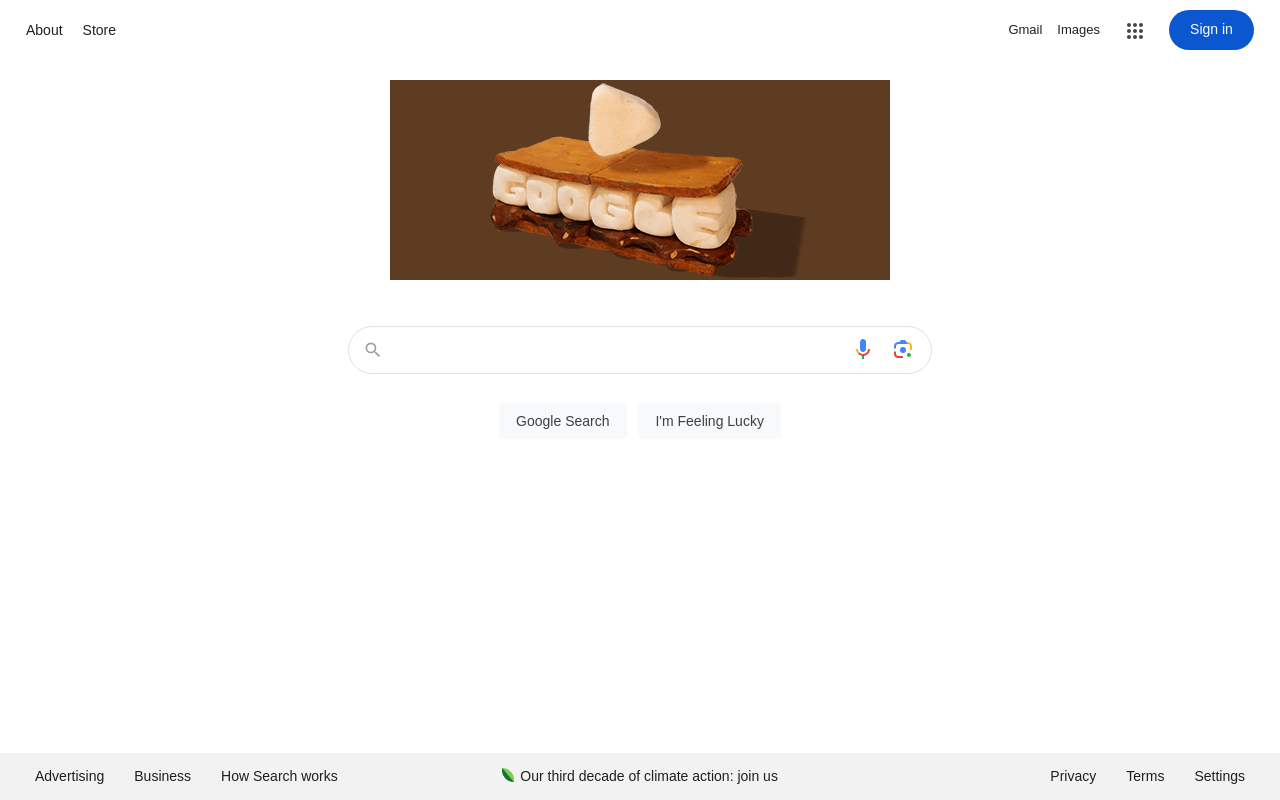 About Store
Gmail Images Sign in
GOOGLE
Google Search I'm Feeling Lucky
Advertising Business How Search works
Our third decade of climate action: join us
Privacy Terms Settings